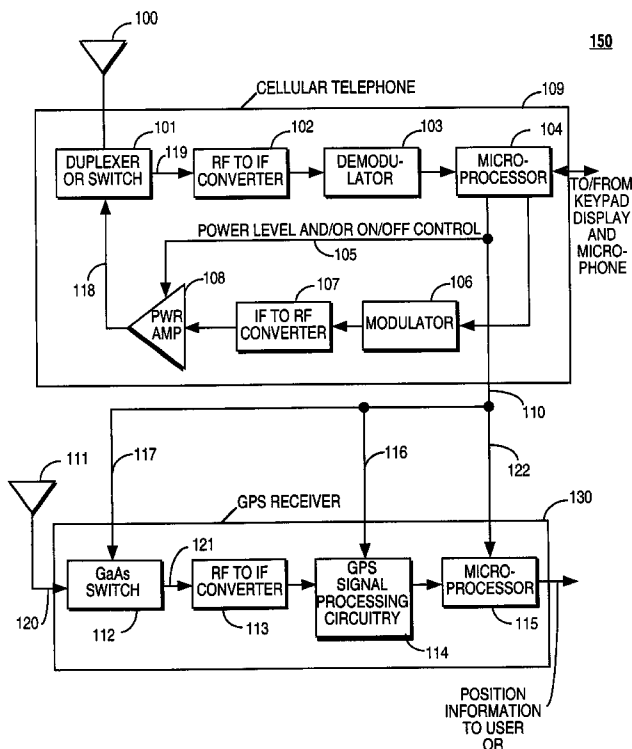 100
150
CELLULAR TELEPHONE
109
101
102
103
104
DUPLEXER
OR SWITCH
119
RF TO IF
CONVERTER
DEMODU-
LATOR
MICRO-
PROCESSOR
TO/FROM
KEYPAD
DISPLAY
AND
MICRO-
PHONE
POWER LEVEL AND/OR ON/OFF CONTROL
105
118
108
107
106
PWR
AMP
IF TO RF
CONVERTER
MODULATOR
110
111
117
116
122
GPS RECEIVER
130
GaAs
SWITCH
121
RF TO IF
CONVERTER
GPS
SIGNAL
PROCESSING
CIRCUITRY
MICRO-
PROCESSOR
120
112
113
114
115
POSITION
INFORMATION
TO USER
OR